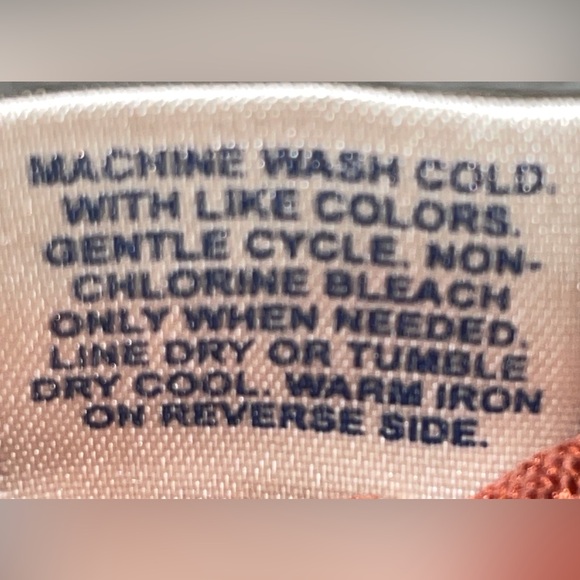 MACHINE WASH COLD.
WITH LIKE COLORS.
GENTLE CYCLE. NON-
CHLORINE BLEACH
ONLY WHEN NEEDED.
LINE DRY OR TUMBLE
DRY COOL. WARM IRON
ON REVERSE SIDE.